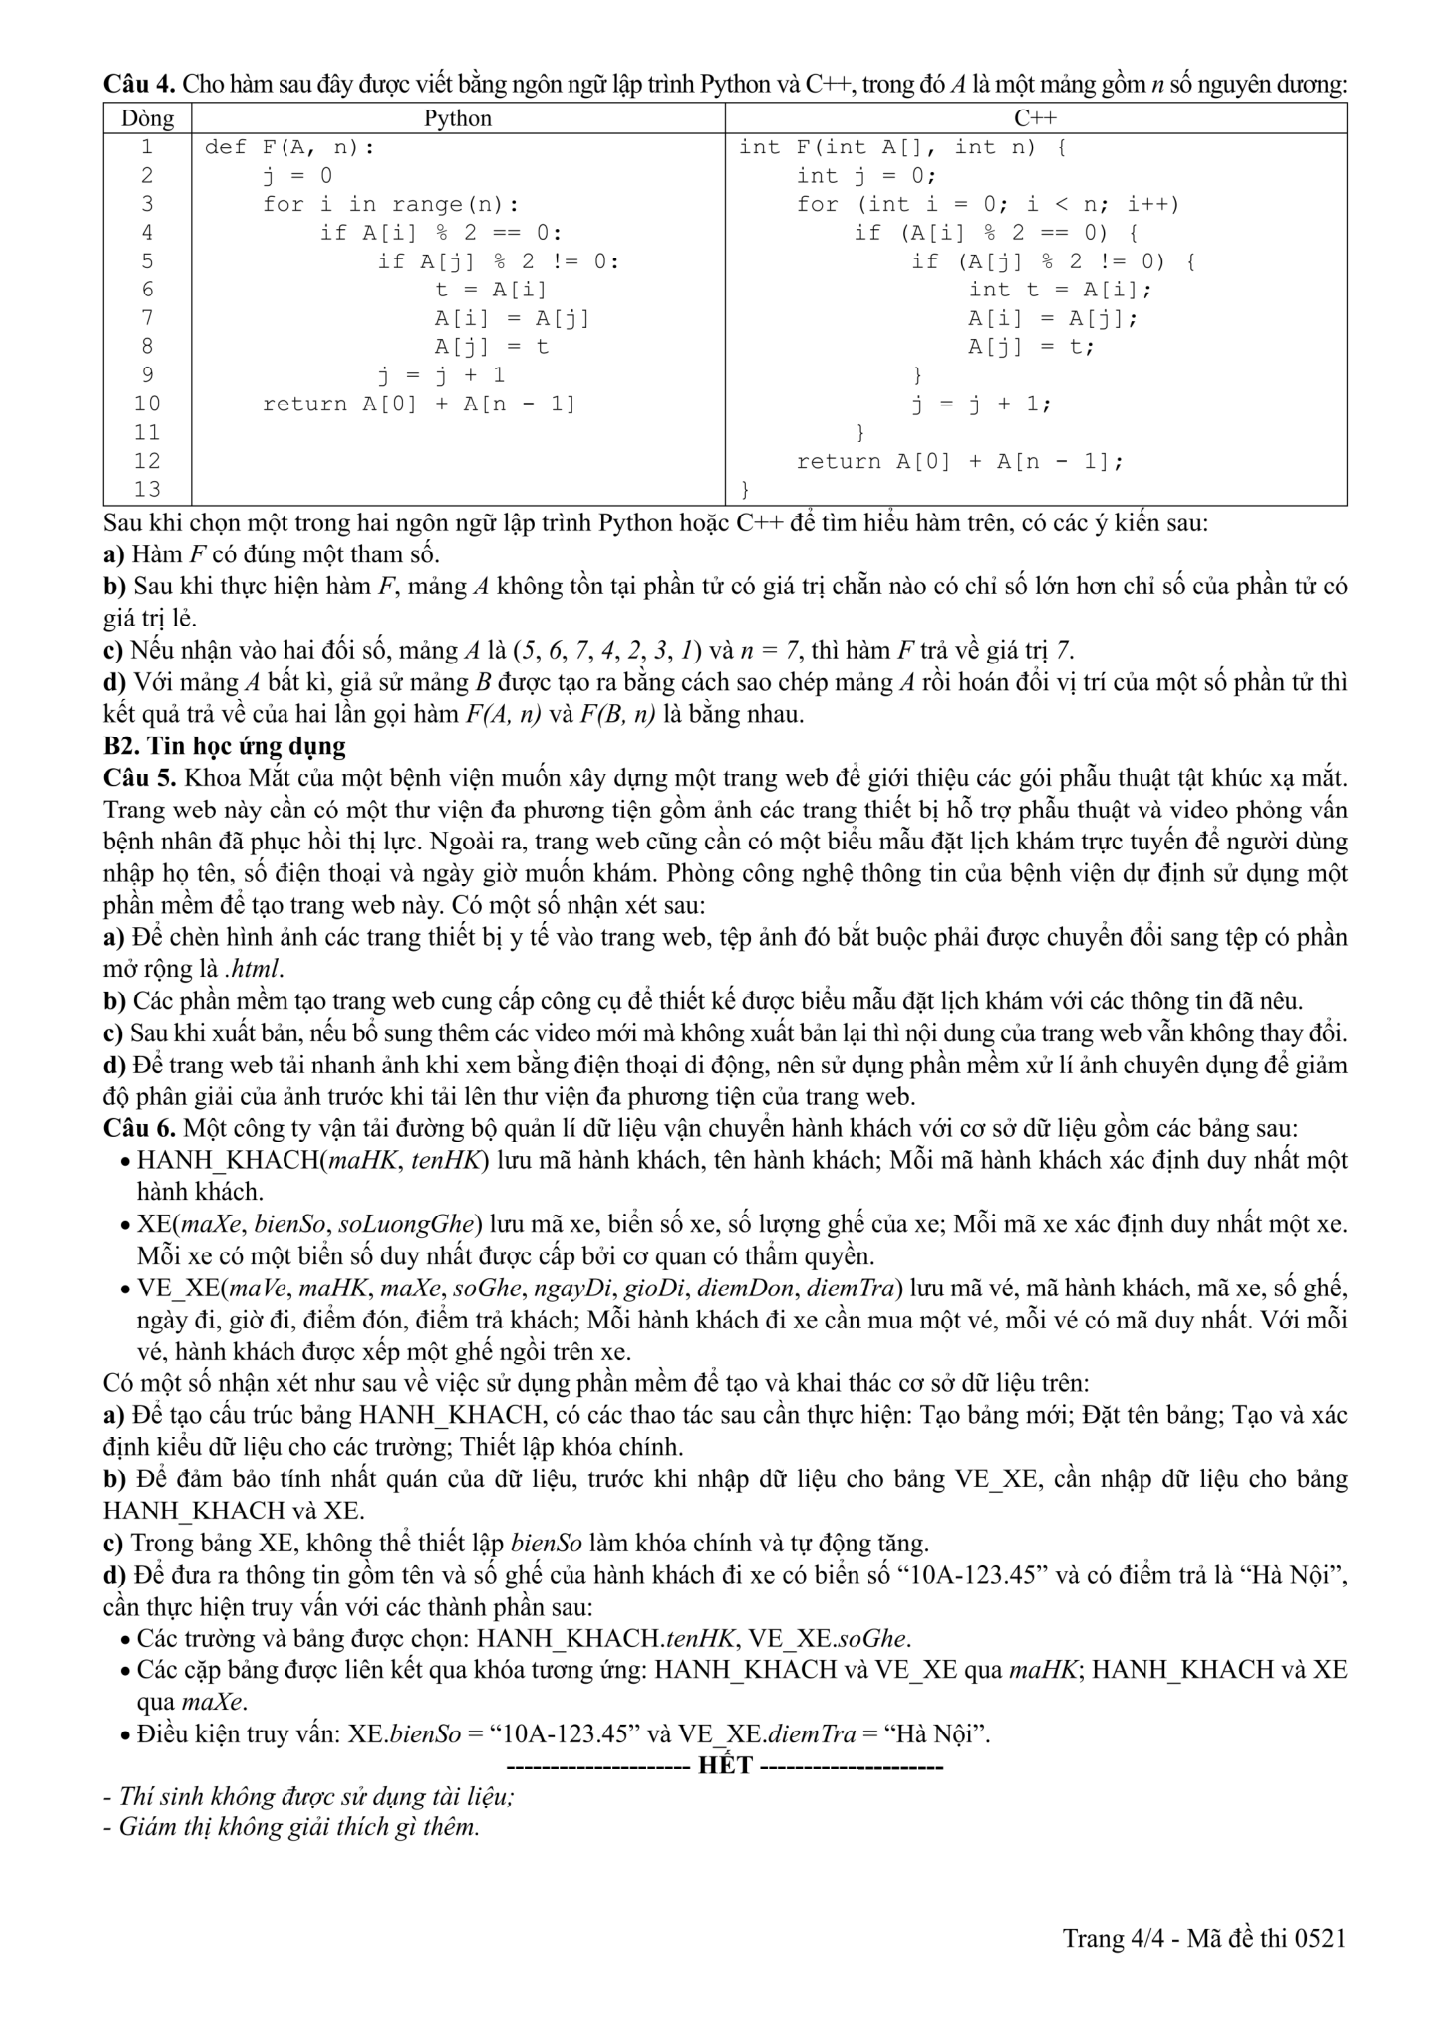 Câu 4. Cho hàm sau đây được viết bằng ngôn ngữ lập trình Python và C++, trong đó A là một mảng gồm n số nguyên dương:
Dòng Python C++
1 def F(A, n): int F(int A[], int n) {
2 j = 0 int j = 0;
3 for i in range(n): for (int i = 0; i < n; i++)
4 if A[i] % 2 == 0: if (A[i] % 2 == 0) {
5 if A[j] % 2 != 0: if (A[j] % 2 != 0) {
6 t = A[i] int t = A[i];
7 A[i] = A[j] A[i] = A[j];
8 A[j] = t A[j] = t;
9 j = j + 1 }
10 return A[0] + A[n - 1] j = j + 1;
11 }
12 return A[0] + A[n - 1];
13 }
Sau khi chọn một trong hai ngôn ngữ lập trình Python hoặc C++ để tìm hiểu hàm trên, có các ý kiến sau:
a) Hàm F có đúng một tham số.
b) Sau khi thực hiện hàm F, mảng A không tồn tại phần tử có giá trị chẵn nào có chỉ số lớn hơn chỉ số của phần tử có
giá trị lẻ.
c) Nếu nhận vào hai đối số, mảng A là (5, 6, 7, 4, 2, 3, 1) và n = 7, thì hàm F trả về giá trị 7.
d) Với mảng A bất kì, giả sử mảng B được tạo ra bằng cách sao chép mảng A rồi hoán đổi vị trí của một số phần tử thì
kết quả trả về của hai lần gọi hàm F(A, n) và F(B, n) là bằng nhau.
B2. Tin học ứng dụng
Câu 5. Khoa Mắt của một bệnh viện muốn xây dựng một trang web để giới thiệu các gói phẫu thuật tật khúc xạ mắt.
Trang web này cần có một thư viện đa phương tiện gồm ảnh các trang thiết bị hỗ trợ phẫu thuật và video phỏng vấn
bệnh nhân đã phục hồi thị lực. Ngoài ra, trang web cũng cần có một biểu mẫu đặt lịch khám trực tuyến để người dùng
nhập họ tên, số điện thoại và ngày giờ muốn khám. Phòng công nghệ thông tin của bệnh viện dự định sử dụng một
phần mềm để tạo trang web này. Có một số nhận xét sau:
a) Để chèn hình ảnh các trang thiết bị y tế vào trang web, tệp ảnh đó bắt buộc phải được chuyển đổi sang tệp có phần
mở rộng là .html.
b) Các phần mềm tạo trang web cung cấp công cụ để thiết kế được biểu mẫu đặt lịch khám với các thông tin đã nêu.
c) Sau khi xuất bản, nếu bổ sung thêm các video mới mà không xuất bản lại thì nội dung của trang web vẫn không thay đổi.
d) Để trang web tải nhanh ảnh khi xem bằng điện thoại di động, nên sử dụng phần mềm xử lí ảnh chuyên dụng để giảm
độ phân giải của ảnh trước khi tải lên thư viện đa phương tiện của trang web.
Câu 6. Một công ty vận tải đường bộ quản lí dữ liệu vận chuyển hành khách với cơ sở dữ liệu gồm các bảng sau:
• HANH_KHACH(maHK, tenHK) lưu mã hành khách, tên hành khách; Mỗi mã hành khách xác định duy nhất một
hành khách.
• XE(maXe, bienSo, soLuongGhe) lưu mã xe, biển số xe, số lượng ghế của xe; Mỗi mã xe xác định duy nhất một xe.
Mỗi xe có một biển số duy nhất được cấp bởi cơ quan có thẩm quyền.
• VE_XE(maVe, maHK, maXe, soGhe, ngayDi, gioDi, diemDon, diemTra) lưu mã vé, mã hành khách, mã xe, số ghế,
ngày đi, giờ đi, điểm đón, điểm trả khách; Mỗi hành khách đi xe cần mua một vé, mỗi vé có mã duy nhất. Với mỗi
vé, hành khách được xếp một ghế ngồi trên xe.
Có một số nhận xét như sau về việc sử dụng phần mềm để tạo và khai thác cơ sở dữ liệu trên:
a) Để tạo cấu trúc bảng HANH_KHACH, có các thao tác sau cần thực hiện: Tạo bảng mới; Đặt tên bảng; Tạo và xác
định kiểu dữ liệu cho các trường; Thiết lập khóa chính.
b) Để đảm bảo tính nhất quán của dữ liệu, trước khi nhập dữ liệu cho bảng VE_XE, cần nhập dữ liệu cho bảng
HANH_KHACH và XE.
c) Trong bảng XE, không thể thiết lập bienSo làm khóa chính và tự động tăng.
d) Để đưa ra thông tin gồm tên và số ghế của hành khách đi xe có biển số “10A-123.45” và có điểm trả là “Hà Nội”,
cần thực hiện truy vấn với các thành phần sau:
• Các trường và bảng được chọn: HANH_KHACH.tenHK, VE_XE.soGhe.
• Các cặp bảng được liên kết qua khóa tương ứng: HANH_KHACH và VE_XE qua maHK; HANH_KHACH và XE
qua maXe.
• Điều kiện truy vấn: XE.bienSo = “10A-123.45” và VE_XE.diemTra = “Hà Nội”.
--------------------- HẾT ---------------------
- Thí sinh không được sử dụng tài liệu;
- Giám thị không giải thích gì thêm.
Trang 4/4 - Mã đề thi 0521